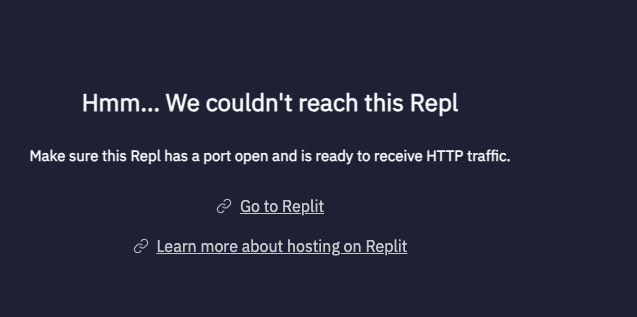 Hmm... We couldn't reach this Repl
Make sure this Repl has a port open and is ready to receive HTTP traffic.
Go to Replit
Learn more about hosting on Replit